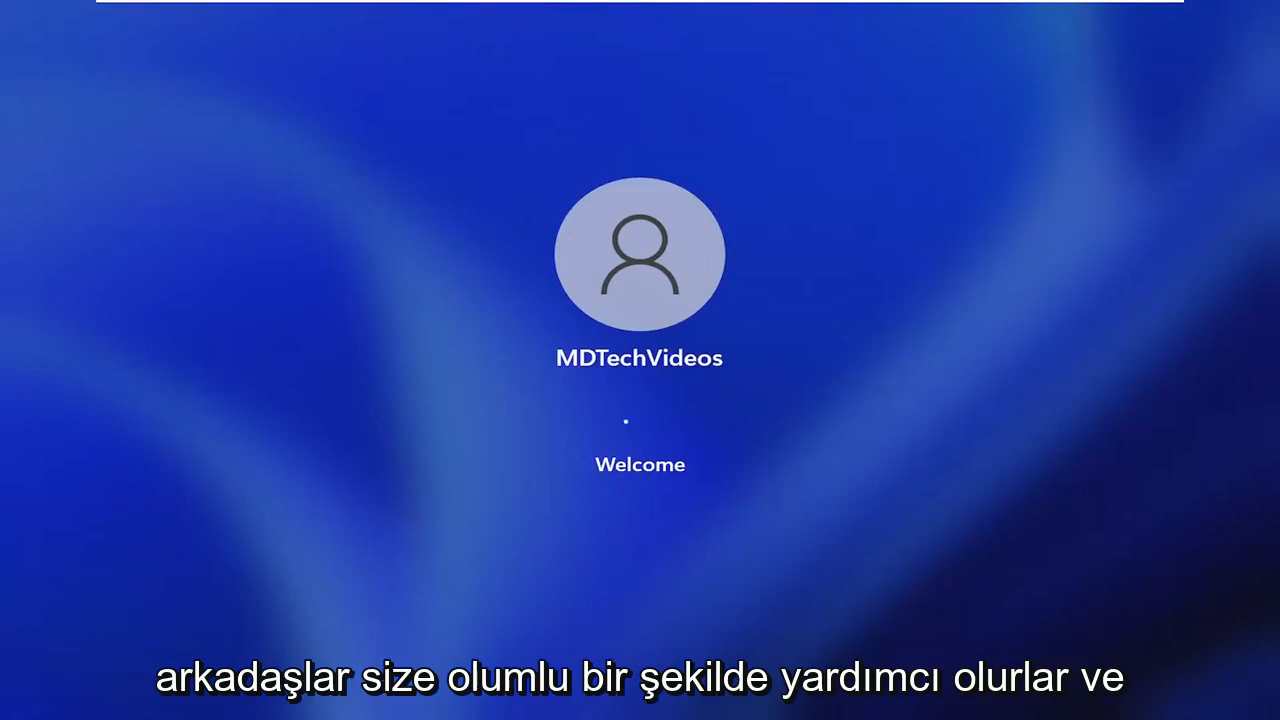 MDTechVideos
Welcome
arkadaşlar size olumlu bir şekilde yardımcı olurlar ve